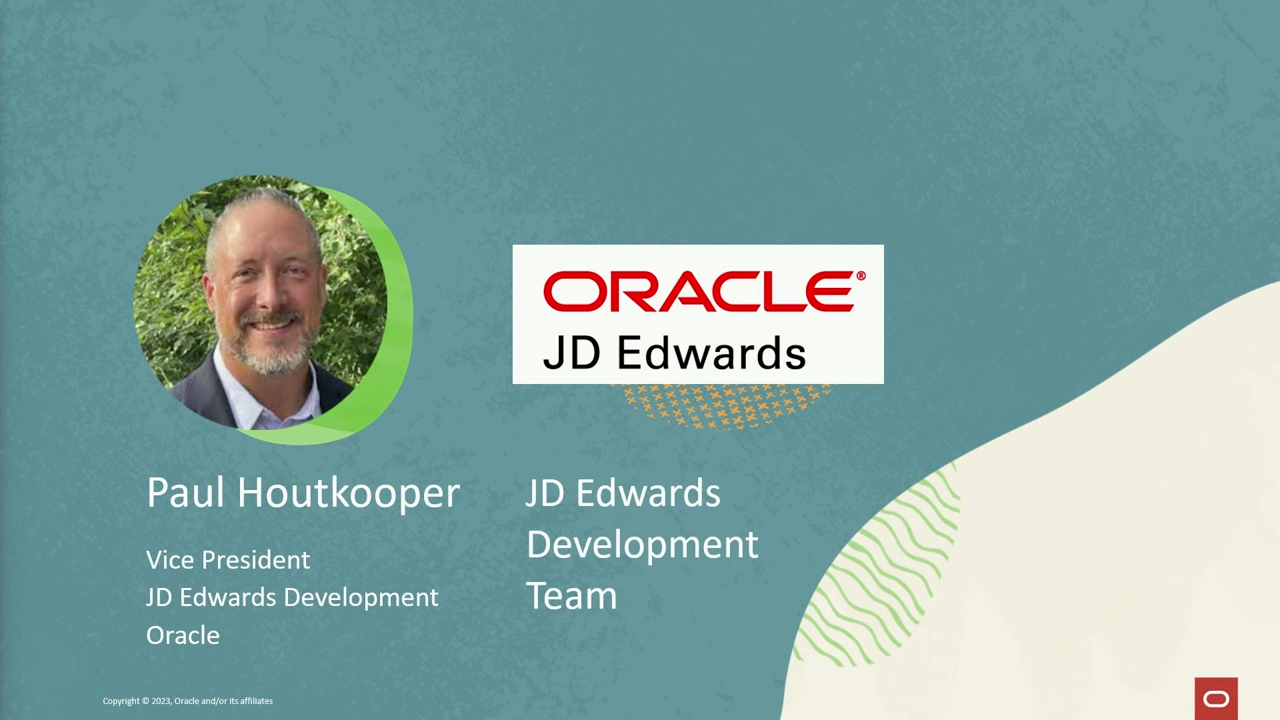 ORACLE®
JD Edwards
Paul Houtkooper
Vice President
JD Edwards Development
Oracle
JD Edwards
Development
Team
Copyright © 2023, Oracle and/or its affiliates